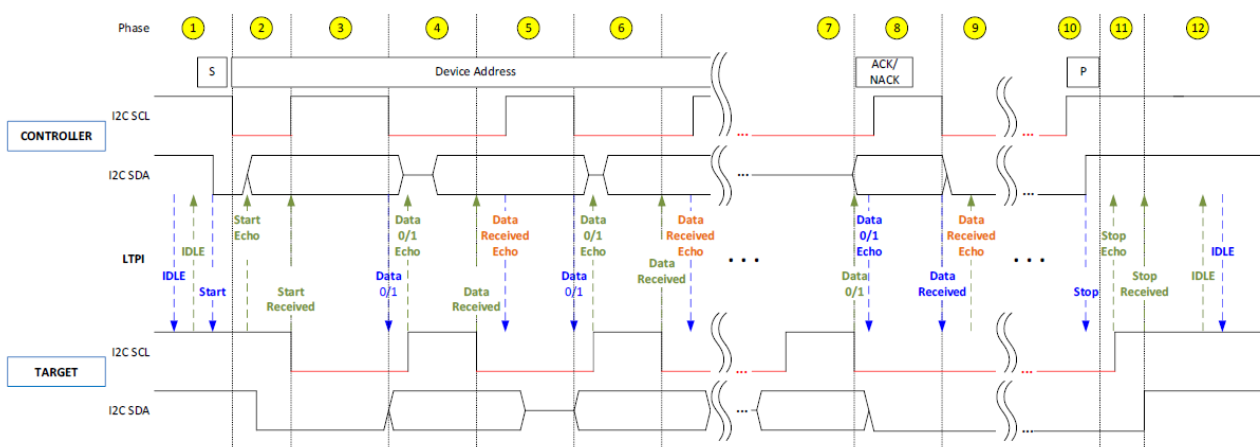 Phase 1 2 3 4 5 6 7 8 9 10 11 12
S
Device Address
ACK/
NACK
P
I2C SCL
CONTROLLER
... ...
I2C SDA
... ...
Start
Echo
IDLE
Data
0/1
Echo
Data
Received
Echo
Data
0/1
Echo
Data
Received
Echo
Data
0/1
Echo
Data
Received
Echo
Stop
Echo
LTPI
IDLE
Start
Start
Received
Data
0/1
Data
Received
Data
0/1
Data
Received
. . .
Data
0/1
Data
Received
. . .
Stop
Stop
Received
IDLE
IDLE
I2C SCL
TARGET
... ...
I2C SDA
... ...